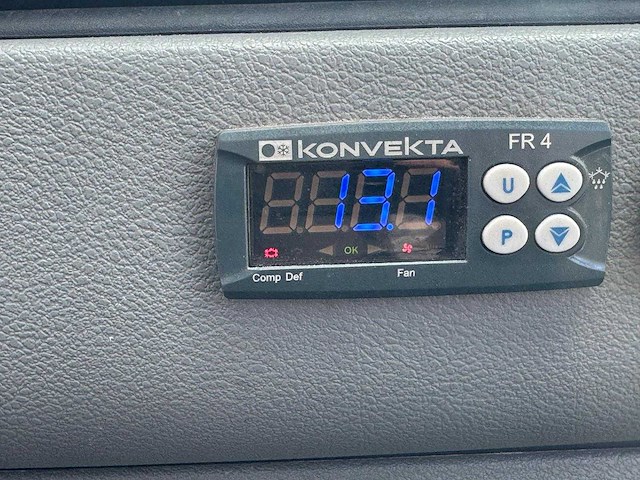 KONVEKTA FR 4
13.1
U
OK
P
Comp Def Fan